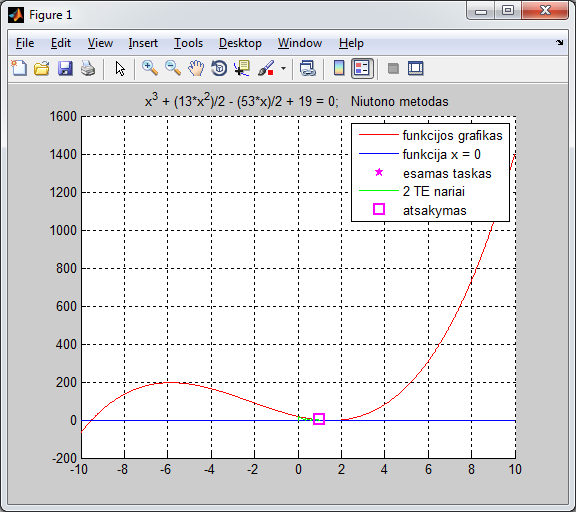 Figure 1
File Edit View Insert Tools Desktop Window Help
x³ + (13*x²)/2 - (53*x)/2 + 19 = 0;   Niutono metodas
1600
1400
1200
1000
800
600
400
200
0
-200
-10 -8 -6 -4 -2 0 2 4 6 8 10
funkcijos grafikas
funkcija x = 0
esamas taskas
2 TE nariai
atsakymas